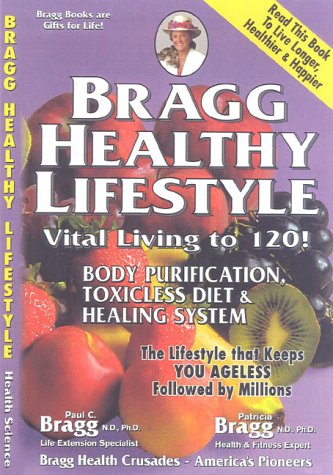 BRAGG HEALTHY LIFESTYLE Health Science
Bragg Books are
Gifts for Life!
Read This Book
To Live Longer,
Healthier & Happier
BRAGG
HEALTHY
LIFESTYLE
Vital Living to 120!
BODY PURIFICATION,
TOXICLESS DIET &
HEALING SYSTEM
The Lifestyle that Keeps
YOU AGELESS
Followed by Millions
Paul C.
Bragg N.D., Ph.D.
Life Extension Specialist
Patricia
Bragg N.D., Ph.D.
Health & Fitness Expert
Bragg Health Crusades - America's Pioneers